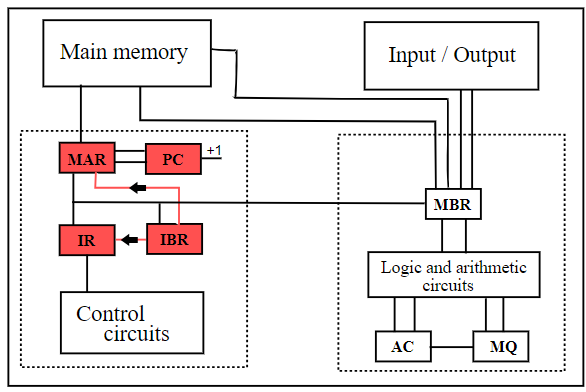 Main memory
Input / Output
MAR
PC
+1
MBR
IR
IBR
Logic and arithmetic
circuits
Control
circuits
AC
MQ